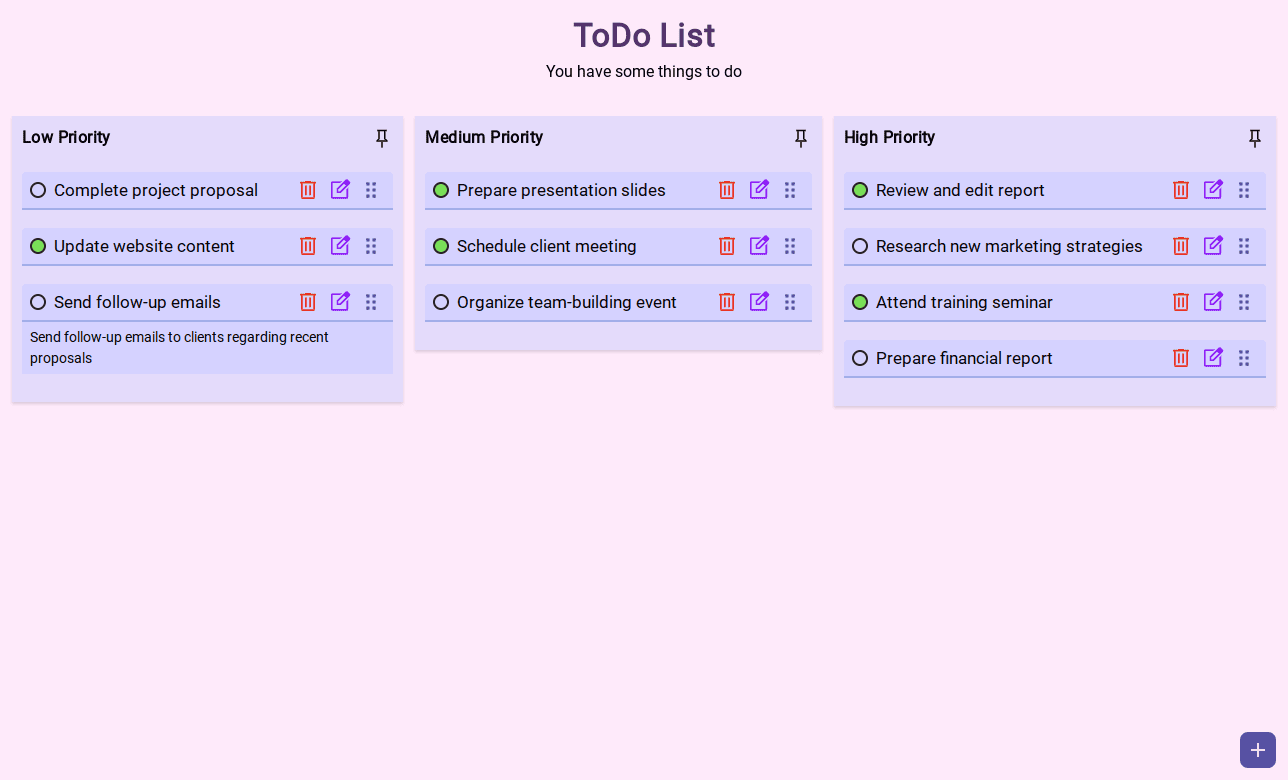 ToDo List
You have some things to do
Low Priority
Complete project proposal
Update website content
Send follow-up emails
Send follow-up emails to clients regarding recent
proposals
Medium Priority
Prepare presentation slides
Schedule client meeting
Organize team-building event
High Priority
Review and edit report
Research new marketing strategies
Attend training seminar
Prepare financial report